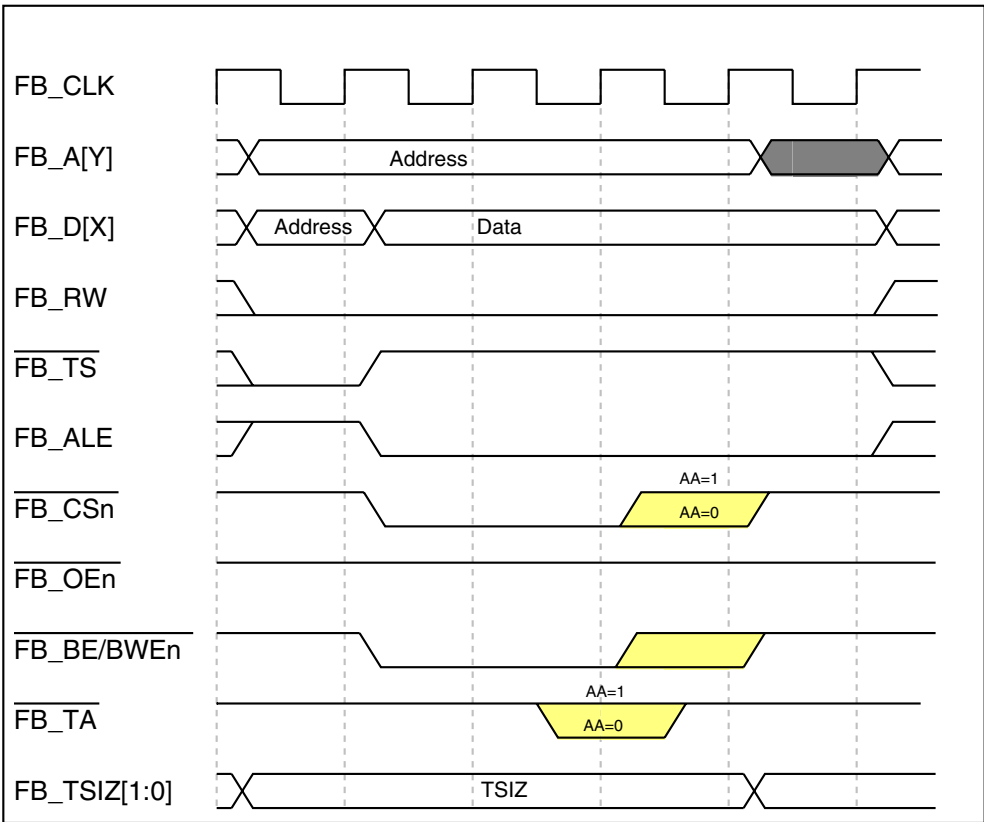 FB_CLK
FB_A[Y]
Address
FB_D[X]
Address
Data
FB_RW
FB_TS
FB_ALE
AA=1
FB_CSn
AA=0
FB_OEn
FB_BE/BWEn
AA=1
FB_TA
AA=0
FB_TSIZ[1:0]
TSIZ